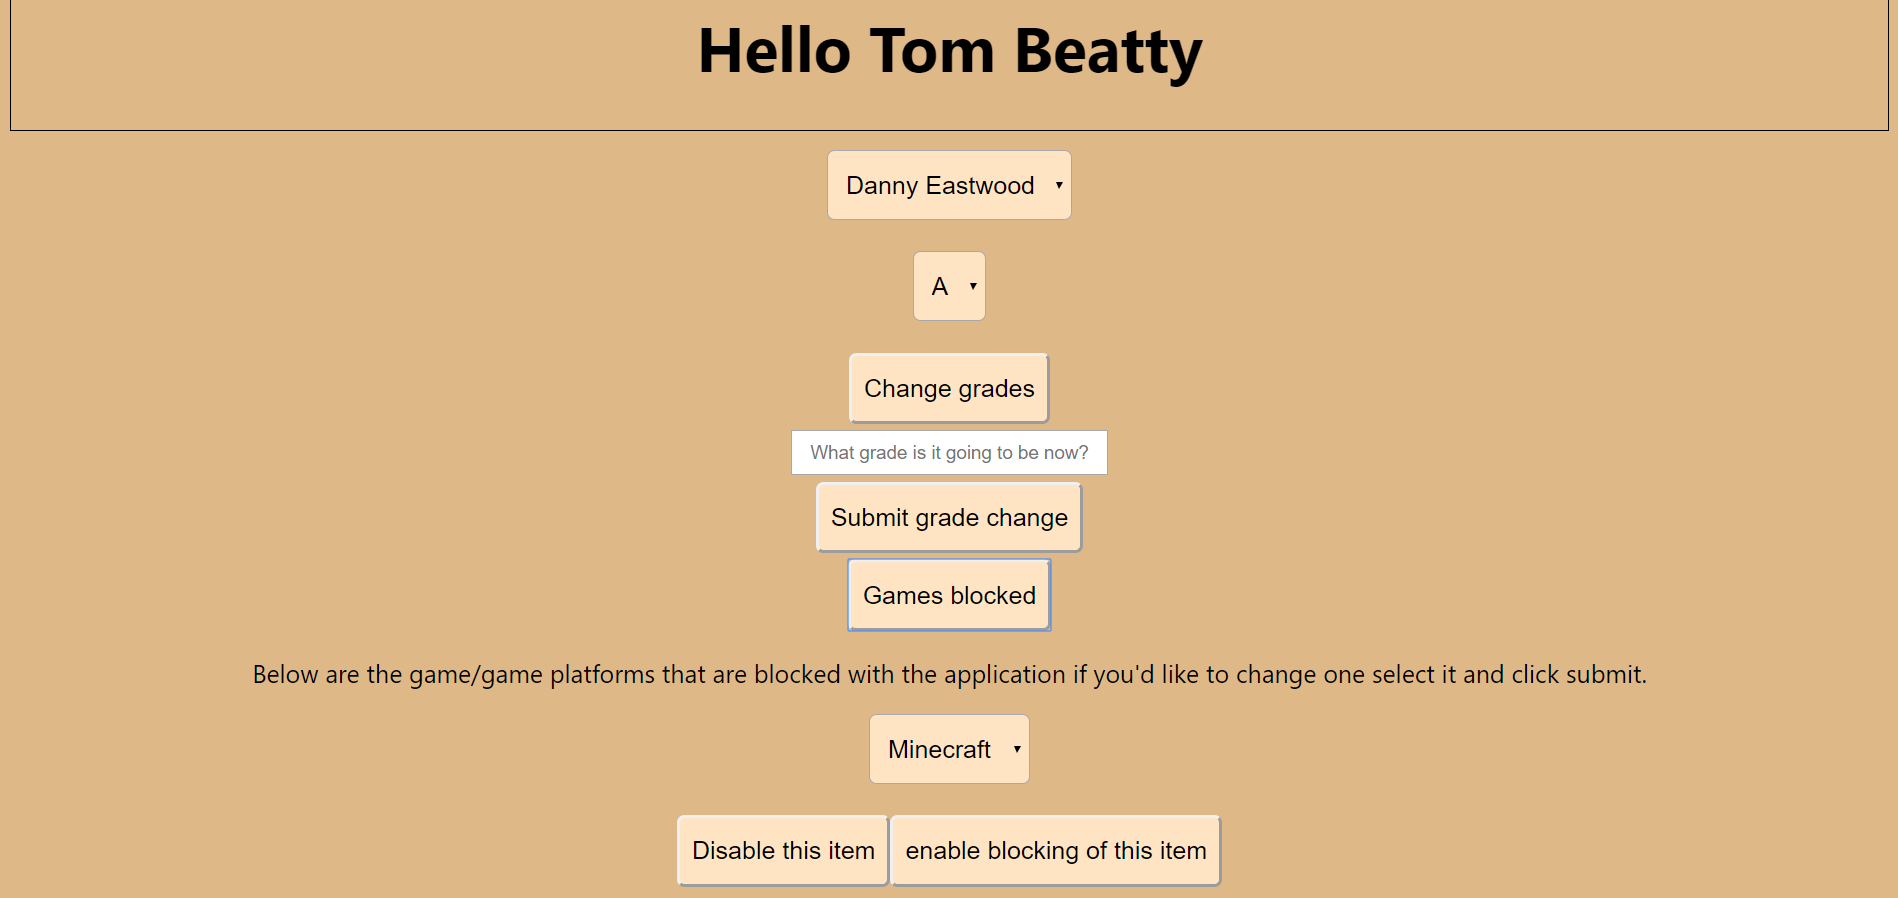 Hello Tom Beatty
Danny Eastwood
A
Change grades
What grade is it going to be now?
Submit grade change
Games blocked
Below are the game/game platforms that are blocked with the application if you'd like to change one select it and click submit.
Minecraft
Disable this item enable blocking of this item